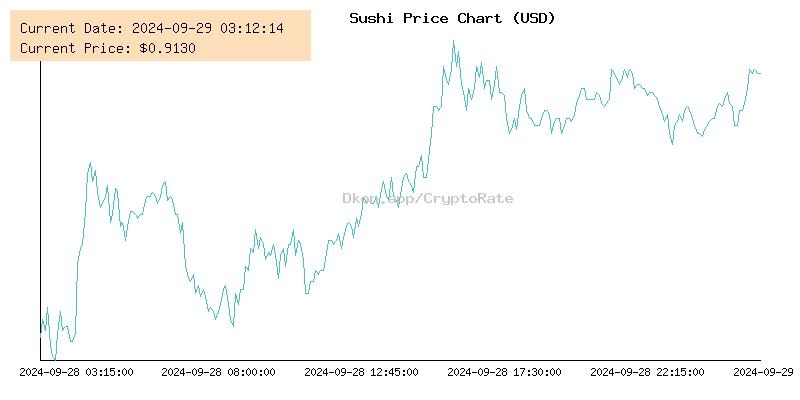 Sushi Price Chart (USD)
Current Date: 2024-09-29 03:12:14
Current Price: $0.9130
Dkon.app/CryptoRate
2024-09-28 03:15:00 2024-09-28 08:00:00 2024-09-28 12:45:00 2024-09-28 17:30:00 2024-09-28 22:15:00 2024-09-29